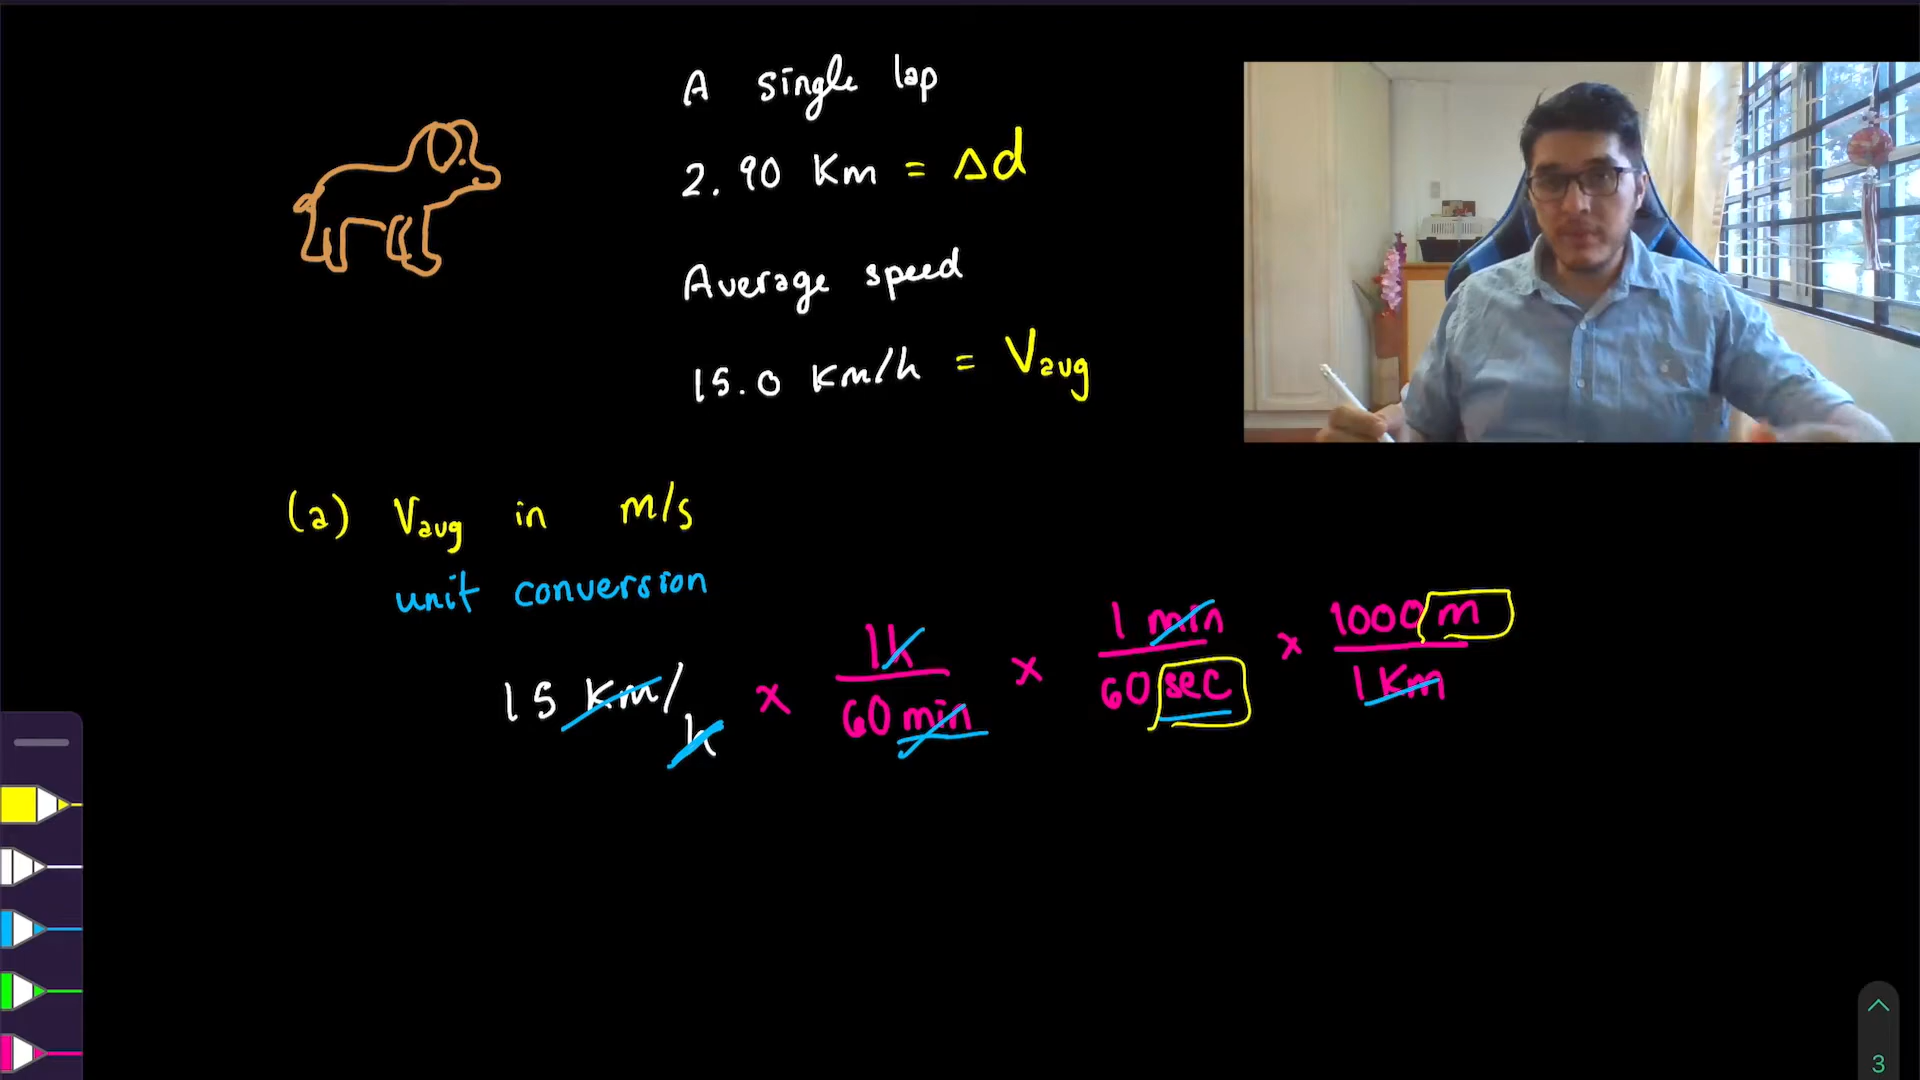 A single lap
2.90 Km = Δd
Average speed
15.0 Km/h = Vavg
(a) Vavg in m/s
unit conversion
15 Km/h × 1h/60 min × 1 min/60 sec × 1000 m/1 Km
3